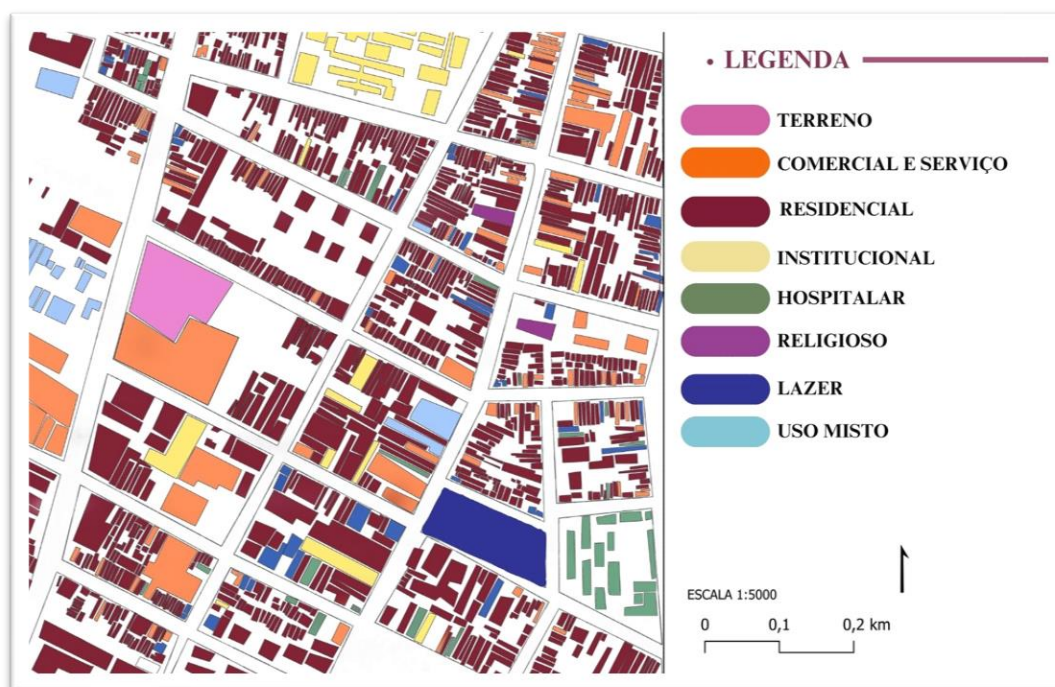 • LEGENDA
TERRENO
COMERCIAL E SERVIÇO
RESIDENCIAL
INSTITUCIONAL
HOSPITALAR
RELIGIOSO
LAZER
USO MISTO
ESCALA 1:5000
0 0,1 0,2 km